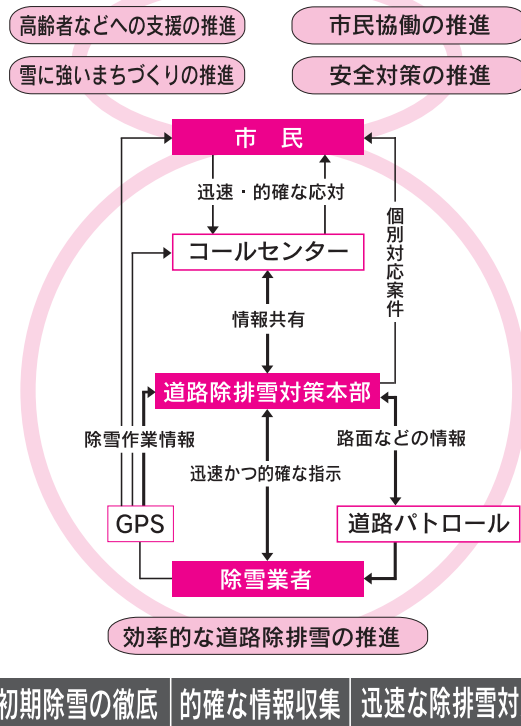 高齢者などへの支援の推進
市民協働の推進
雪に強いまちづくりの推進
安全対策の推進
市 民
迅速・的確な応対
個別対応案件
コールセンター
情報共有
道路除排雪対策本部
除雪作業情報
路面などの情報
迅速かつ的確な指示
GPS
道路パトロール
除雪業者
効率的な道路除排雪の推進
初期除雪の徹底
的確な情報収集
迅速な除排雪対